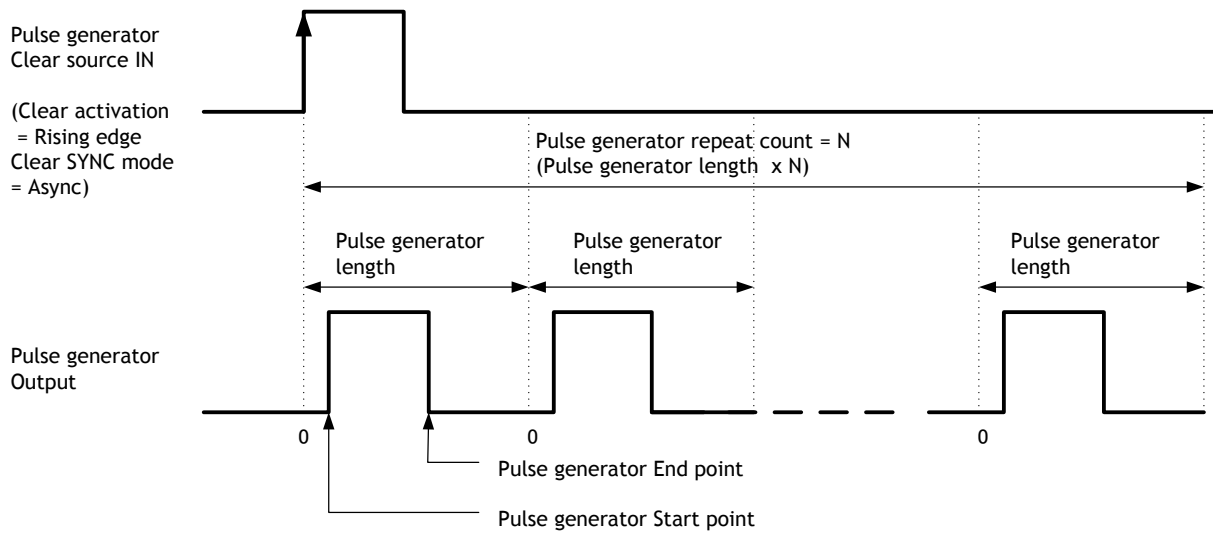 Pulse generator
Clear source IN
(Clear activation
= Rising edge
Clear SYNC mode
= Async)
Pulse generator repeat count = N
(Pulse generator length x N)
Pulse generator
length
Pulse generator
length
Pulse generator
length
Pulse generator
Output
0
0
0
Pulse generator End point
Pulse generator Start point